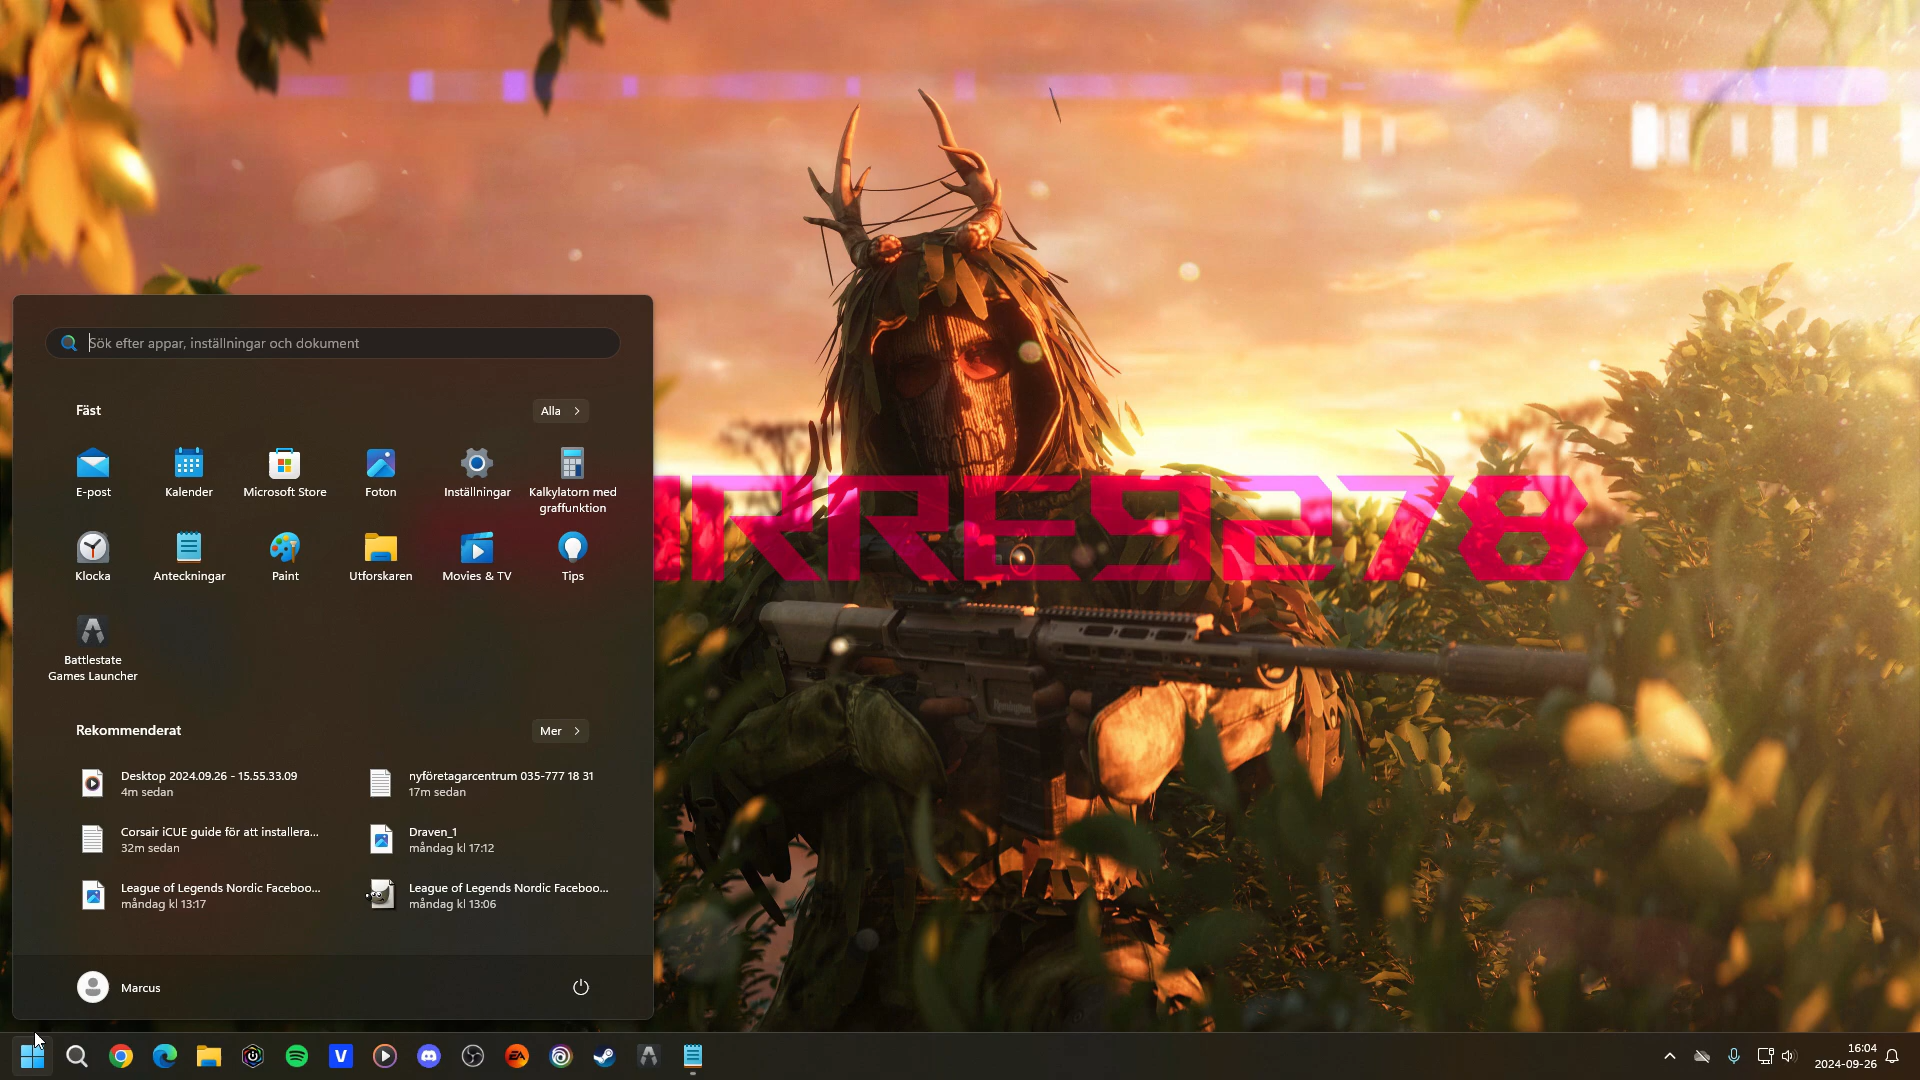 Sök efter appar, inställningar och dokument
Fäst
Alla
E-post
Kalender
Microsoft Store
Foton
Inställningar
Kalkylatorn med
graffunktion
Klocka
Anteckningar
Paint
Utforskaren
Movies & TV
Tips
Battlestate
Games Launcher
Rekommenderat
Mer
Desktop 2024.09.26 - 15.55.33.09
4m sedan
nyföretagarcentrum 035-777 18 31
17m sedan
Corsair iCUE guide för att installera...
32m sedan
Draven_1
måndag kl 17:12
League of Legends Nordic Faceboo...
måndag kl 13:17
League of Legends Nordic Faceboo...
måndag kl 13:06
Marcus
RRE9278
Remington
V
EA
16:04
2024-09-26